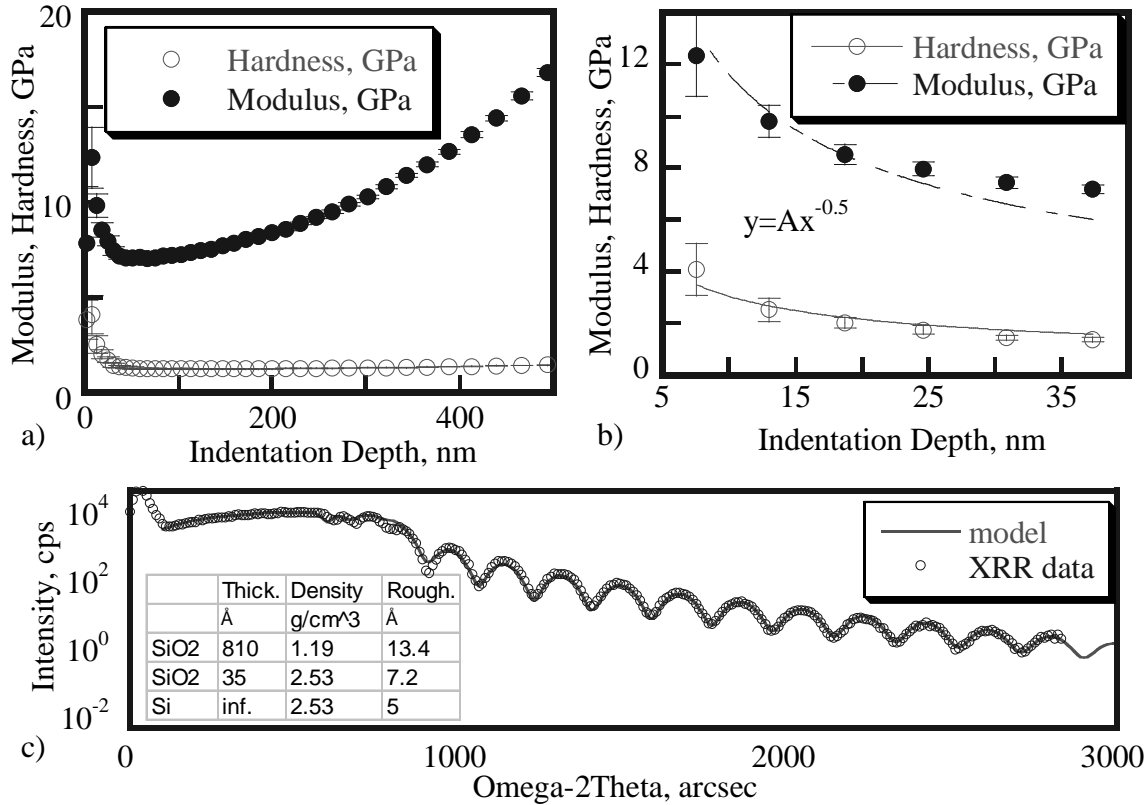 20
Hardness, GPa
Modulus, GPa
Modulus, Hardness, GPa
10
0
0
200
400
a)
Indentation Depth, nm
12
Hardness, GPa
Modulus, GPa
Modulus, Hardness, GPa
8
y=Ax^-0.5
4
0
5
15
25
35
b)
Indentation Depth, nm
10^4
model
XRR data
10^2
Intensity, cps
Thick. Density Rough.
Å g/cm^3 Å
SiO2 810 1.19 13.4
SiO2 35 2.53 7.2
Si inf. 2.53 5
10^0
10^-2
c)
0
1000
2000
3000
Omega-2Theta, arcsec